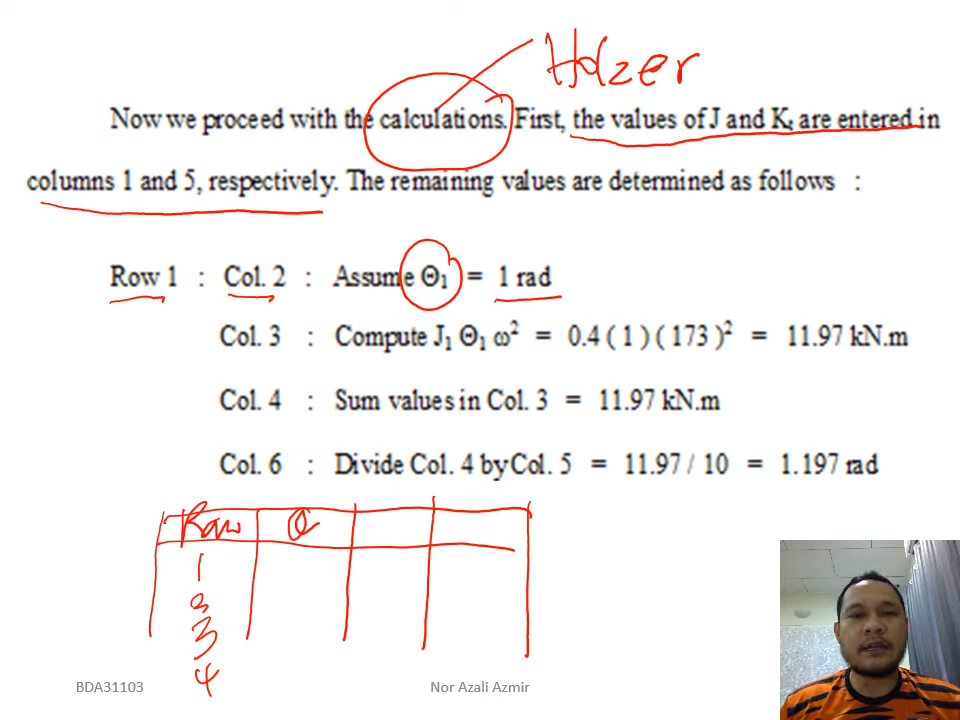 Holzer
Now we proceed with the calculations. First, the values of J and Kt are entered in
columns 1 and 5, respectively. The remaining values are determined as follows :
Row 1 : Col. 2 : Assume Θ₁ = 1 rad
Col. 3 : Compute J₁ Θ₁ ω² = 0.4 ( 1 ) ( 173 )² = 11.97 kN.m
Col. 4 : Sum values in Col. 3 = 11.97 kN.m
Col. 6 : Divide Col. 4 by Col. 5 = 11.97 / 10 = 1.197 rad
Row Θ
1
2
3
4
BDA31103 Nor Azali Azmir